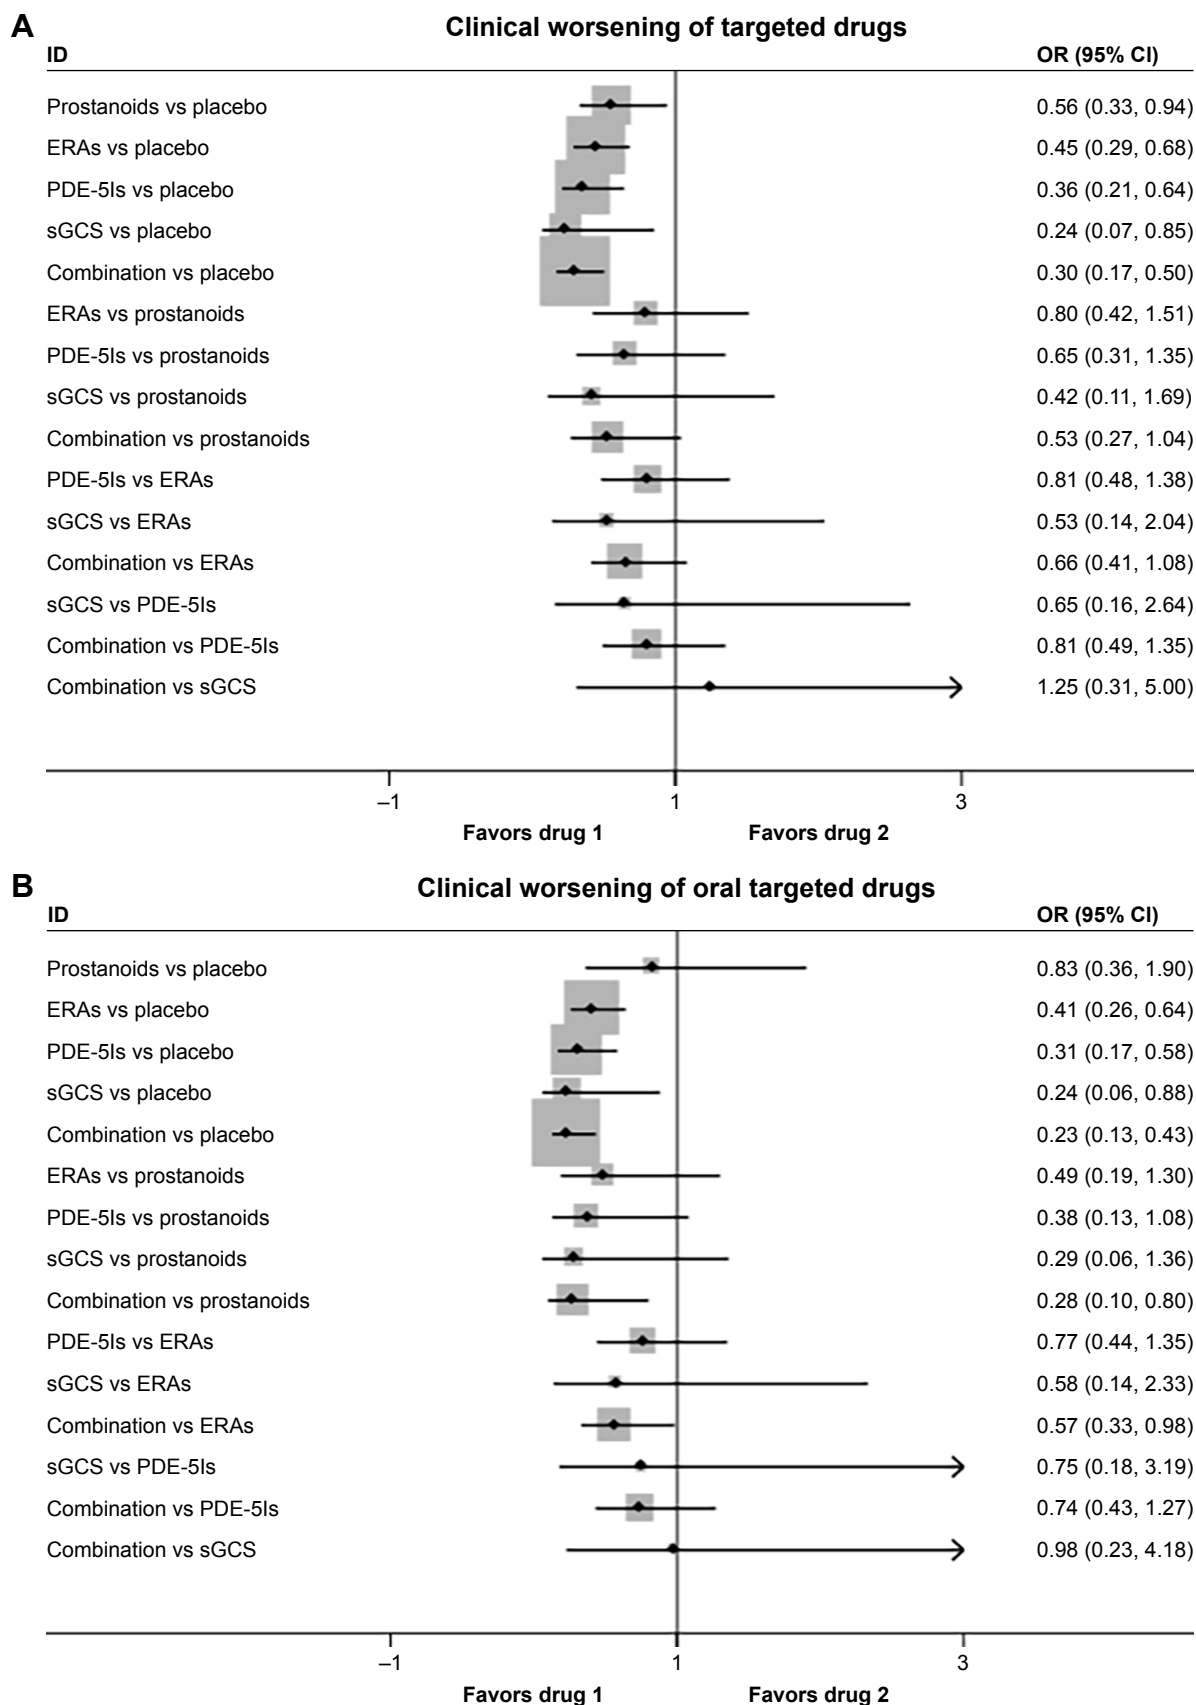 A
Clinical worsening of targeted drugs
ID OR (95% CI)
Prostanoids vs placebo 0.56 (0.33, 0.94)
ERAs vs placebo 0.45 (0.29, 0.68)
PDE-5Is vs placebo 0.36 (0.21, 0.64)
sGCS vs placebo 0.24 (0.07, 0.85)
Combination vs placebo 0.30 (0.17, 0.50)
ERAs vs prostanoids 0.80 (0.42, 1.51)
PDE-5Is vs prostanoids 0.65 (0.31, 1.35)
sGCS vs prostanoids 0.42 (0.11, 1.69)
Combination vs prostanoids 0.53 (0.27, 1.04)
PDE-5Is vs ERAs 0.81 (0.48, 1.38)
sGCS vs ERAs 0.53 (0.14, 2.04)
Combination vs ERAs 0.66 (0.41, 1.08)
sGCS vs PDE-5Is 0.65 (0.16, 2.64)
Combination vs PDE-5Is 0.81 (0.49, 1.35)
Combination vs sGCS 1.25 (0.31, 5.00)
–1 1 3
Favors drug 1 Favors drug 2
B
Clinical worsening of oral targeted drugs
ID OR (95% CI)
Prostanoids vs placebo 0.83 (0.36, 1.90)
ERAs vs placebo 0.41 (0.26, 0.64)
PDE-5Is vs placebo 0.31 (0.17, 0.58)
sGCS vs placebo 0.24 (0.06, 0.88)
Combination vs placebo 0.23 (0.13, 0.43)
ERAs vs prostanoids 0.49 (0.19, 1.30)
PDE-5Is vs prostanoids 0.38 (0.13, 1.08)
sGCS vs prostanoids 0.29 (0.06, 1.36)
Combination vs prostanoids 0.28 (0.10, 0.80)
PDE-5Is vs ERAs 0.77 (0.44, 1.35)
sGCS vs ERAs 0.58 (0.14, 2.33)
Combination vs ERAs 0.57 (0.33, 0.98)
sGCS vs PDE-5Is 0.75 (0.18, 3.19)
Combination vs PDE-5Is 0.74 (0.43, 1.27)
Combination vs sGCS 0.98 (0.23, 4.18)
–1 1 3
Favors drug 1 Favors drug 2